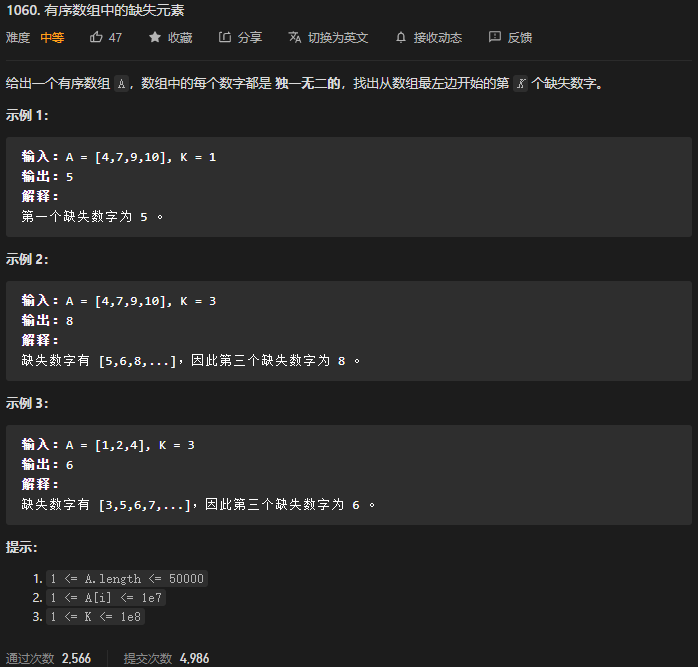 1060. 有序数组中的缺失元素
难度 中等 47 收藏 分享 切换为英文 接收动态 反馈
给出一个有序数组 A，数组中的每个数字都是 独一无二的，找出从数组最左边开始的第 K 个缺失数字。
示例 1：
输入：A = [4,7,9,10], K = 1
输出：5
解释：
第一个缺失数字为 5 。
示例 2：
输入：A = [4,7,9,10], K = 3
输出：8
解释：
缺失数字有 [5,6,8,...]，因此第三个缺失数字为 8 。
示例 3：
输入：A = [1,2,4], K = 3
输出：6
解释：
缺失数字有 [3,5,6,7,...]，因此第三个缺失数字为 6 。
提示：
1. 1 <= A.length <= 50000
2. 1 <= A[i] <= 1e7
3. 1 <= K <= 1e8
通过次数 2,566 提交次数 4,986